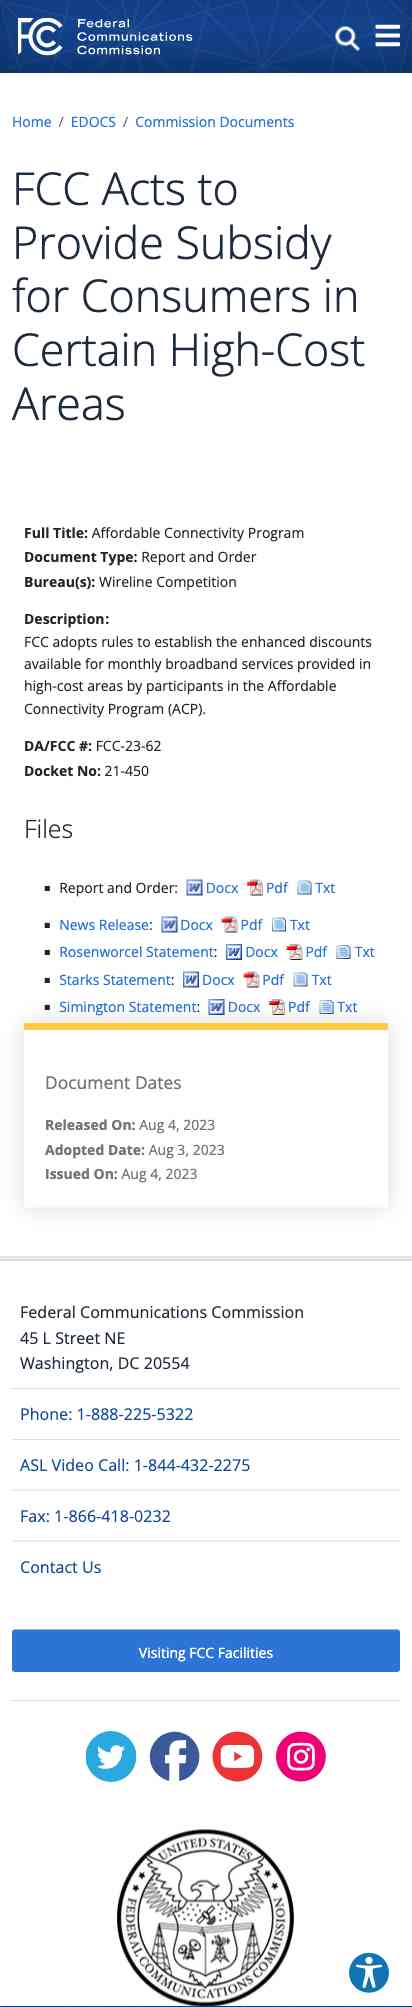 FCC Federal
Communications
Commission
Home / EDOCS / Commission Documents
FCC Acts to
Provide Subsidy
for Consumers in
Certain High-Cost
Areas
Full Title: Affordable Connectivity Program
Document Type: Report and Order
Bureau(s): Wireline Competition
Description:
FCC adopts rules to establish the enhanced discounts
available for monthly broadband services provided in
high-cost areas by participants in the Affordable
Connectivity Program (ACP).
DA/FCC #: FCC-23-62
Docket No: 21-450
Files
Report and Order: Docx Pdf Txt
News Release: Docx Pdf Txt
Rosenworcel Statement: Docx Pdf Txt
Starks Statement: Docx Pdf Txt
Simington Statement: Docx Pdf Txt
Document Dates
Released On: Aug 4, 2023
Adopted Date: Aug 3, 2023
Issued On: Aug 4, 2023
Federal Communications Commission
45 L Street NE
Washington, DC 20554
Phone: 1-888-225-5322
ASL Video Call: 1-844-432-2275
Fax: 1-866-418-0232
Contact Us
Visiting FCC Facilities
UNITED STATES
FEDERAL COMMUNICATIONS COMMISSION